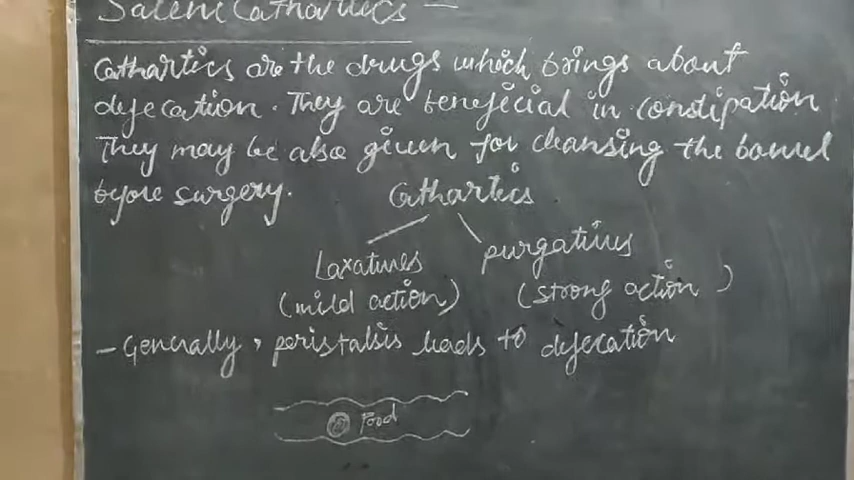 Saline Cathartics -
Cathartics are the drugs which brings about
defecation. They are beneficial in constipation
They may be also given for cleansing the bowel
before surgery.
Cathartics
Laxatives purgatives
(mild action) (strong action)
- Generally, peristalsis leads to defecation
Food